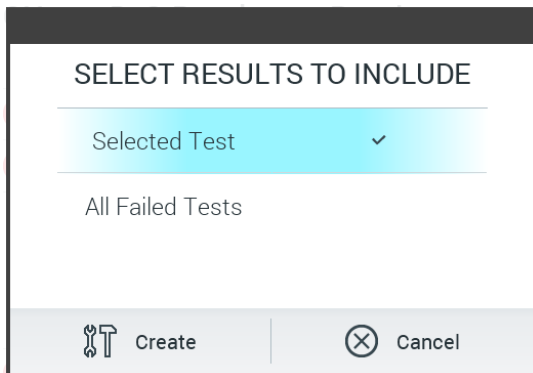 SELECT RESULTS TO INCLUDE
Selected Test
All Failed Tests
Create
Cancel